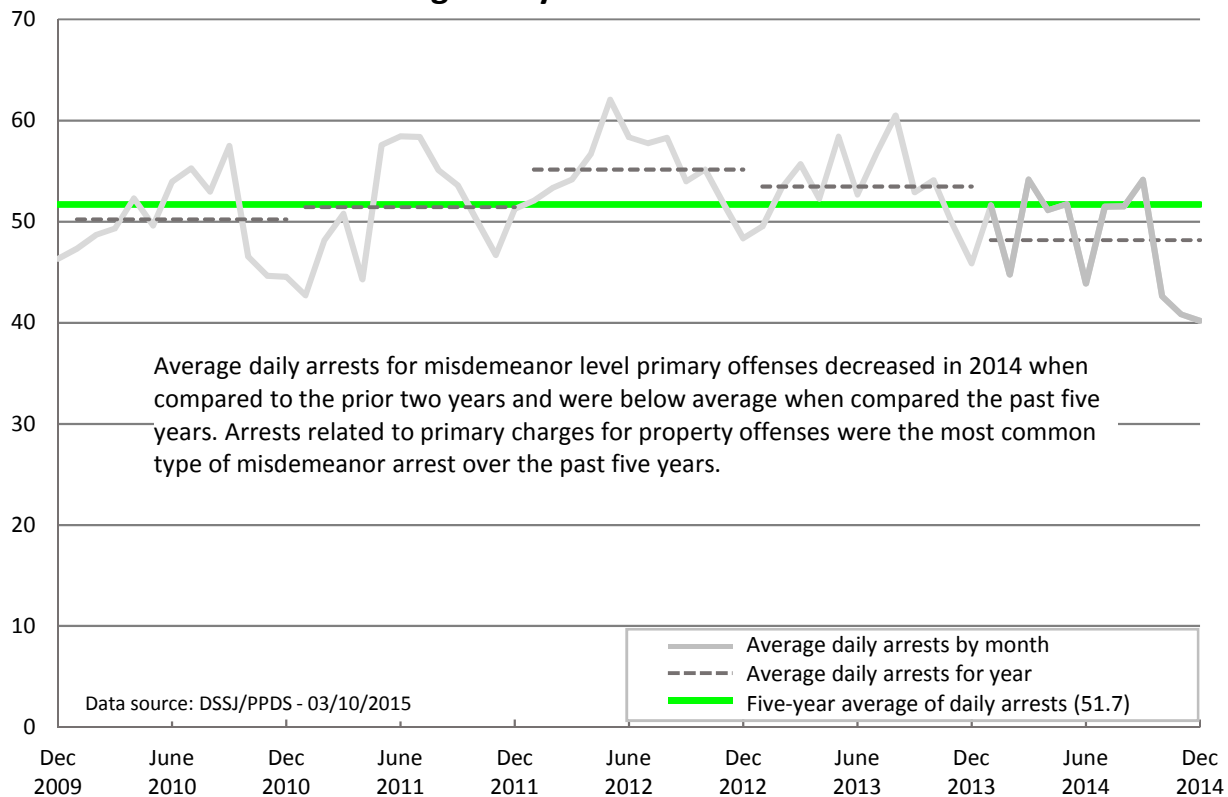 70
60
50
40
30
20
10
0
Average daily arrests for misdemeanor level primary offenses decreased in 2014 when
compared to the prior two years and were below average when compared the past five
years. Arrests related to primary charges for property offenses were the most common
type of misdemeanor arrest over the past five years.
Average daily arrests by month
Average daily arrests for year
Five-year average of daily arrests (51.7)
Data source: DSSJ/PPDS - 03/10/2015
Dec June Dec June Dec June Dec June Dec June Dec
2009 2010 2010 2011 2011 2012 2012 2013 2013 2014 2014